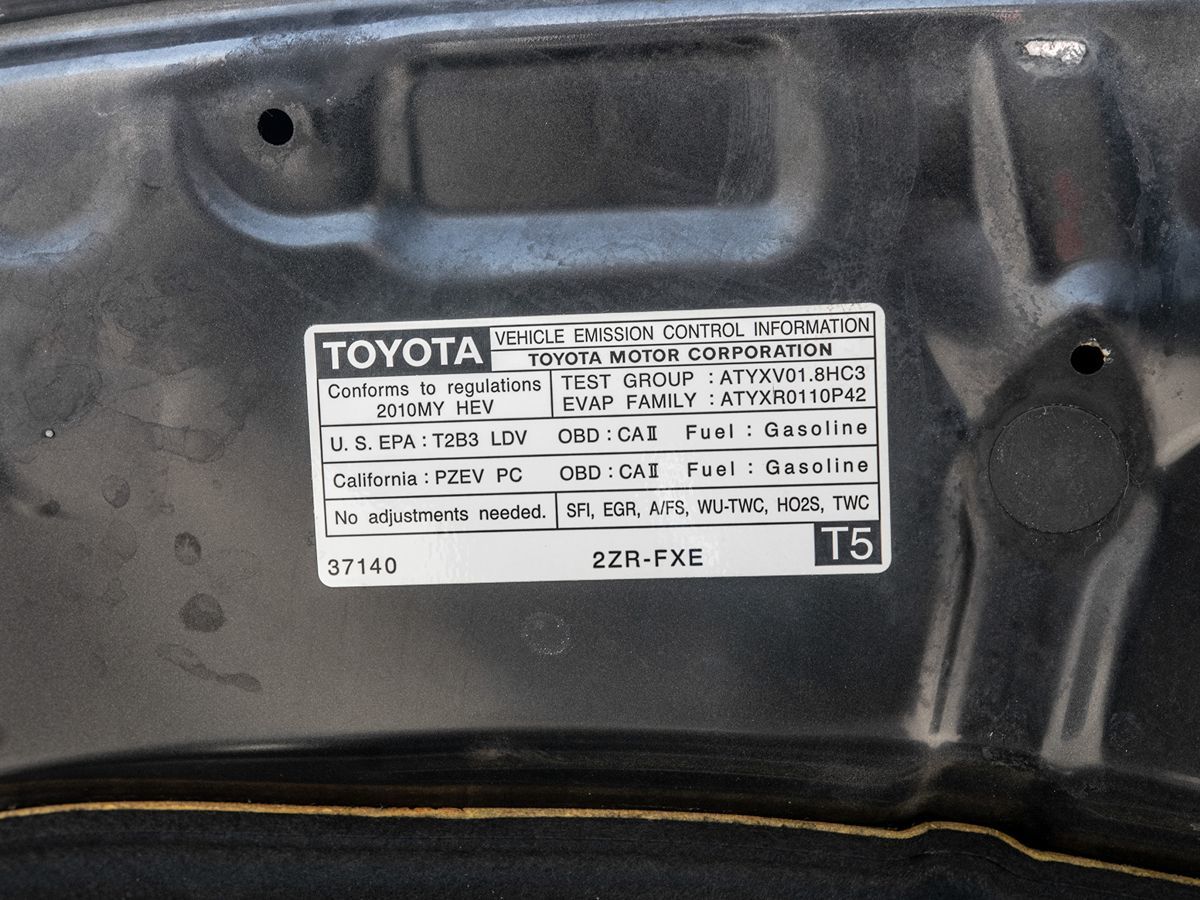 TOYOTA
VEHICLE EMISSION CONTROL INFORMATION
TOYOTA MOTOR CORPORATION
Conforms to regulations
2010MY HEV
TEST GROUP : ATYXV01.8HC3
EVAP FAMILY : ATYXR0110P42
U. S. EPA : T2B3 LDV OBD : CAⅡ Fuel : Gasoline
California : PZEV PC OBD : CAⅡ Fuel : Gasoline
No adjustments needed.
SFI, EGR, A/FS, WU-TWC, HO2S, TWC
37140
2ZR-FXE
T5